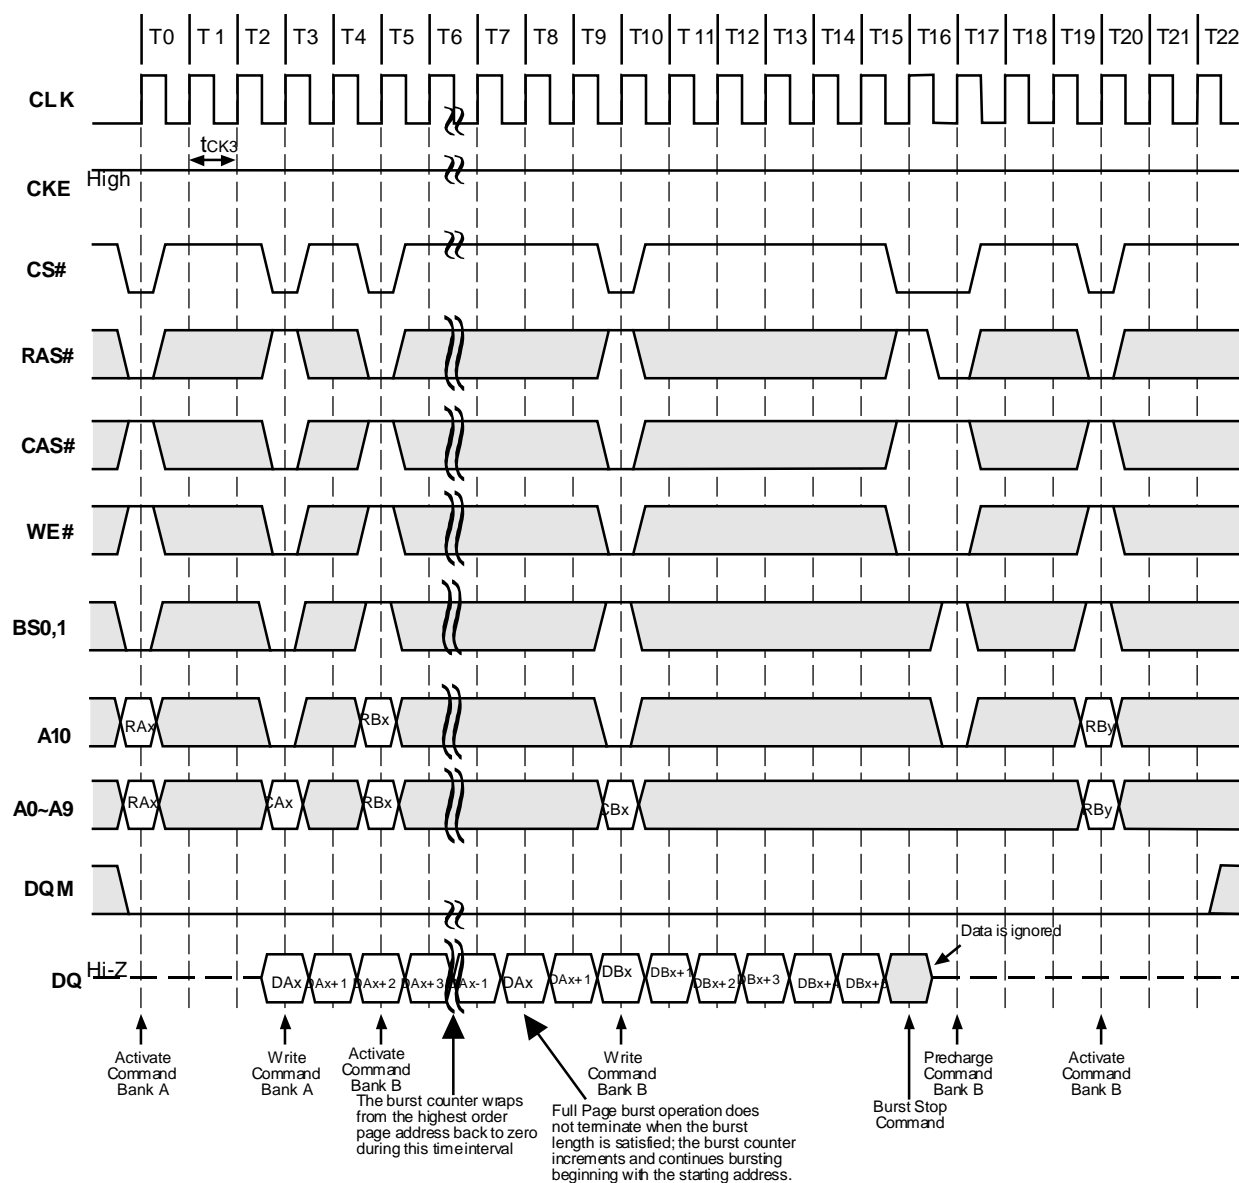 T0 T 1 T2 T3 T4 T5 T6 T7 T8 T9 T10 T 11 T12 T13 T14 T15 T16 T17 T18 T19 T20 T21 T22
CLK
tCK3
High
CKE
CS#
RAS#
CAS#
WE#
BS0,1
A10
RAx RBx RBy
A0~A9
RAx CAx RBx CBx RBy
DQM
Data is ignored
Hi-Z
DQ
DAx DAx+1 DAx+2 DAx+3 DAx-1 DAx DAx+1 DBx DBx+1 DBx+2 DBx+3 DBx+4
Activate
Command
Bank A
Write
Command
Bank A
Activate
Command
Bank B
The burst counter wraps
from the highest order
page address back to zero
during this time interval
Full Page burst operation does
not terminate when the burst
length is satisfied; the burst counter
increments and continues bursting
beginning with the starting address.
Write
Command
Bank B
Burst Stop
Command
Precharge
Command
Bank B
Activate
Command
Bank B